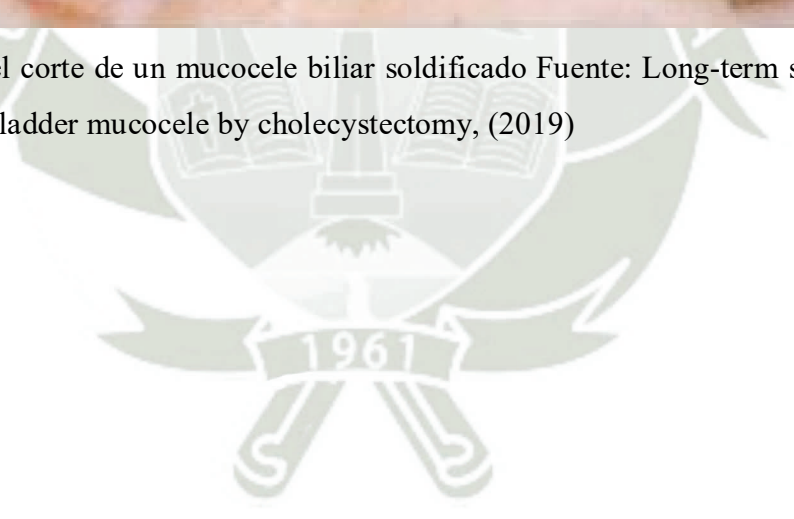 el corte de un mucocele biliar soldificado Fuente: Long-term s
ladder mucocele by cholecystectomy, (2019)
1961